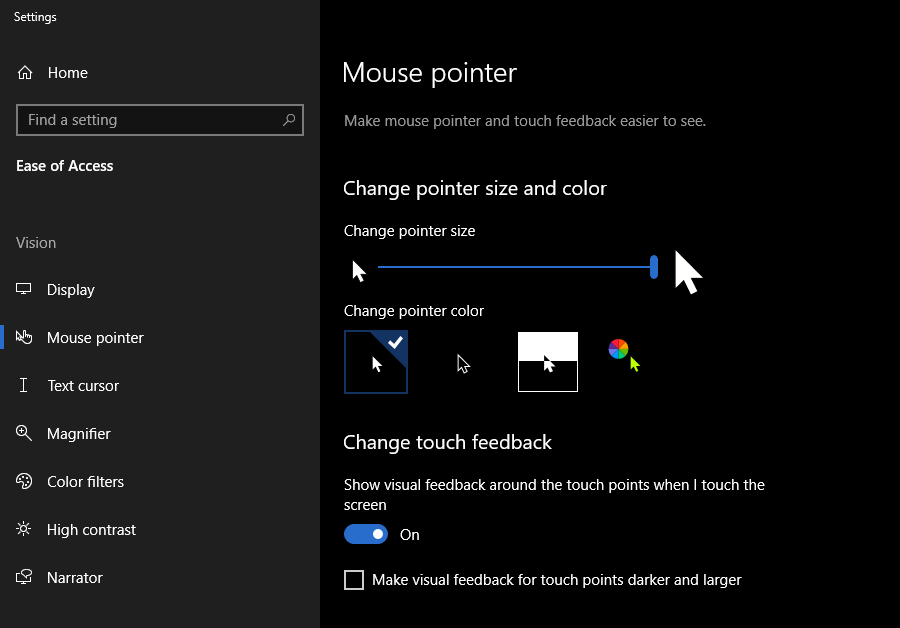 Settings
Home
Find a setting
Ease of Access
Vision
Display
Mouse pointer
Text cursor
Magnifier
Color filters
High contrast
Narrator
Mouse pointer
Make mouse pointer and touch feedback easier to see.
Change pointer size and color
Change pointer size
Change pointer color
Change touch feedback
Show visual feedback around the touch points when I touch the
screen
On
Make visual feedback for touch points darker and larger